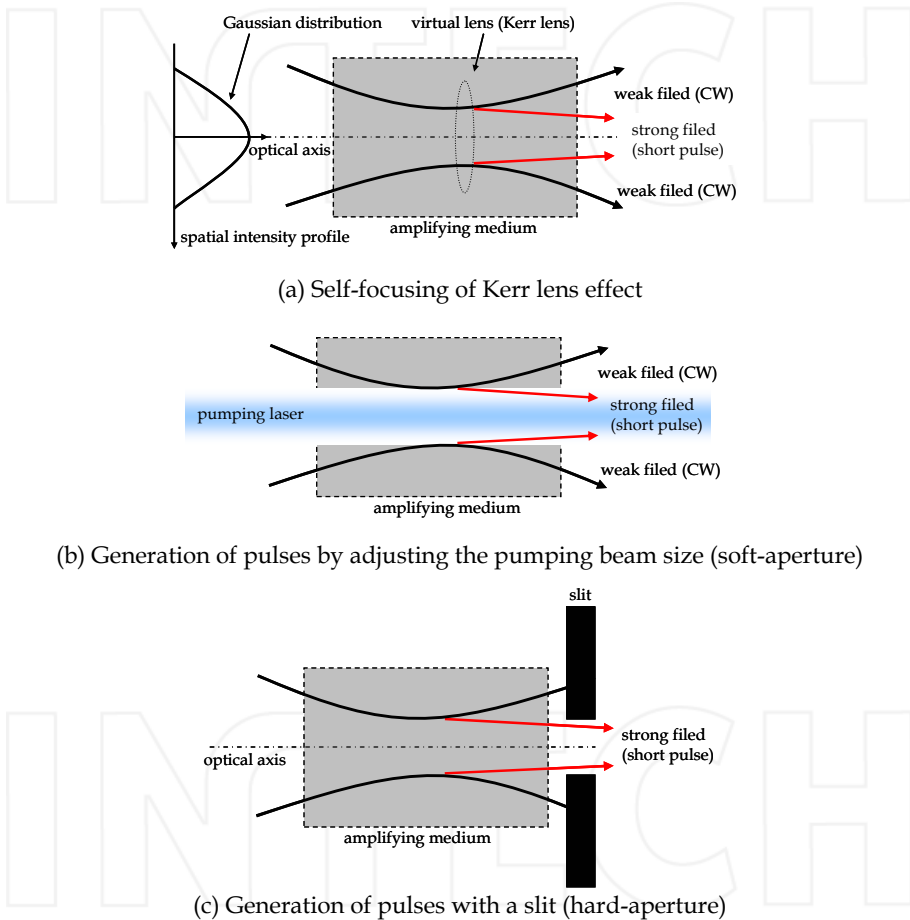 INTECH
Gaussian distribution
virtual lens (Kerr lens)
weak filed (CW)
strong filed
(short pulse)
optical axis
weak filed (CW)
amplifying medium
spatial intensity profile
(a) Self-focusing of Kerr lens effect
weak filed (CW)
pumping laser
strong filed
(short pulse)
weak filed (CW)
amplifying medium
(b) Generation of pulses by adjusting the pumping beam size (soft-aperture)
slit
strong filed
(short pulse)
optical axis
amplifying medium
INTECH
(c) Generation of pulses with a slit (hard-aperture)